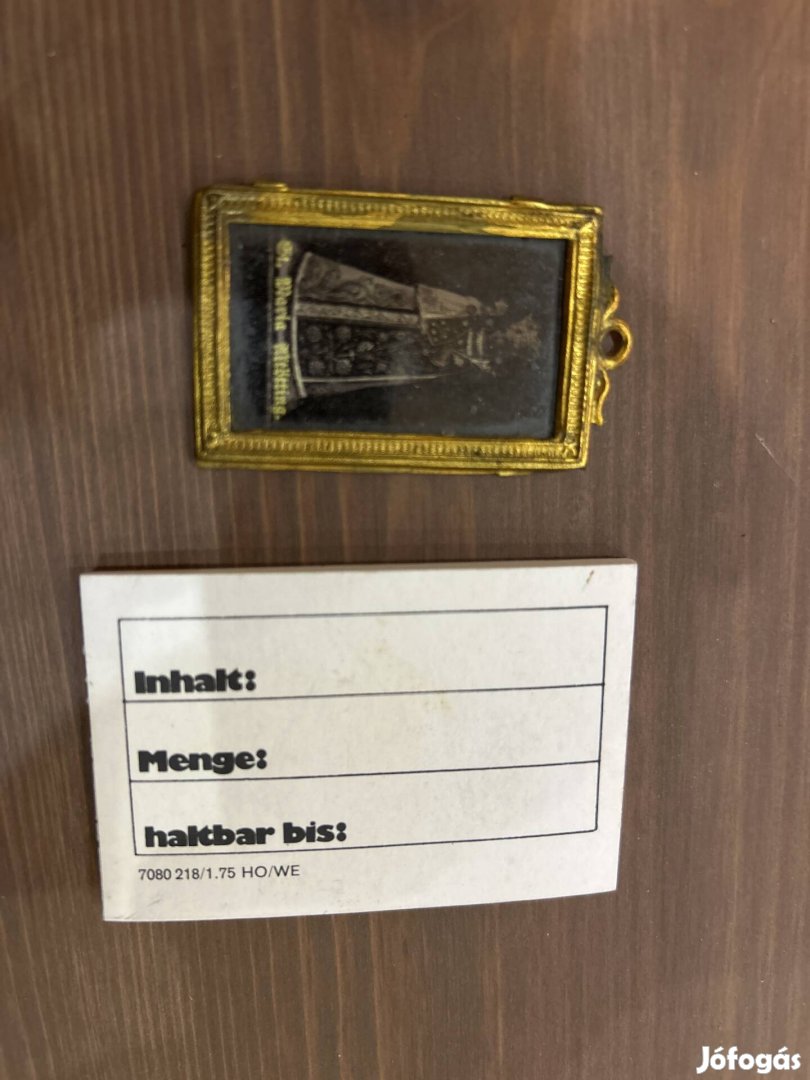 St. Maria - Altötting.
Inhalt:
Menge:
haltbar bis:
7080 218/1.75 HO/WE
Jófogás